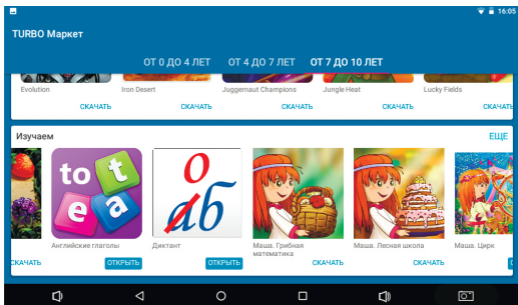 16:05
TURBO Маркет
ОТ 0 ДО 4 ЛЕТ ОТ 4 ДО 7 ЛЕТ ОТ 7 ДО 10 ЛЕТ
Evolution Iron Desert Juggernaut Champions Jungle Heat Lucky Fields
СКАЧАТЬ СКАЧАТЬ СКАЧАТЬ СКАЧАТЬ СКАЧАТЬ
Изучаем ЕЩЕ
to t e a
О аб
Английские глаголы Диктант Маша. Грибная математика Маша. Лесная школа Маша. Цирк
СКАЧАТЬ ОТКРЫТЬ ОТКРЫТЬ СКАЧАТЬ СКАЧАТЬ